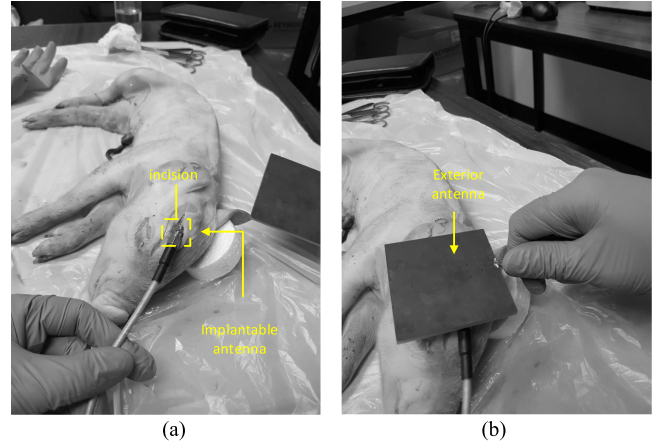 incision
Implantable
antenna
Exterior
antenna
(a)
(b)